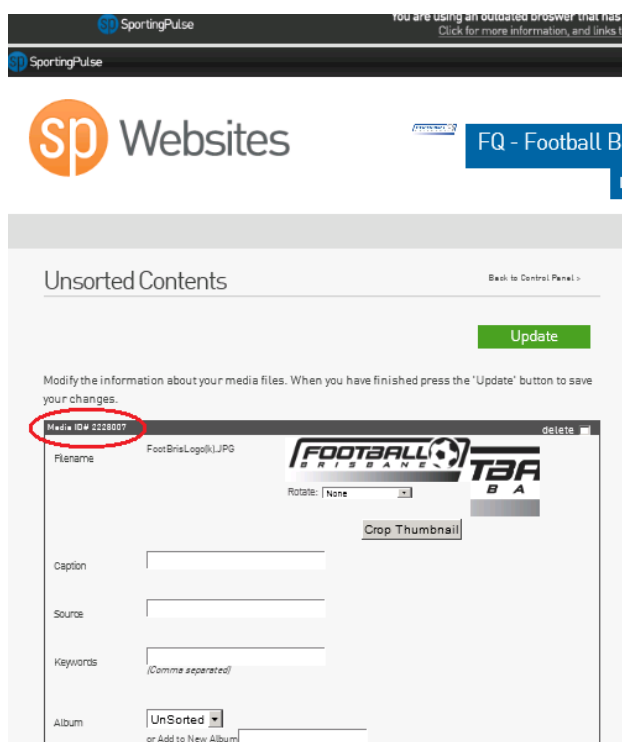 sp SportingPulse
You are using an outdated broswer that has
Click for more information, and links t
sp SportingPulse
sp Websites
FQ - Football B
Unsorted Contents
Back to Control Panel >
Update
Modify the information about your media files. When you have finished press the 'Update' button to save
your changes.
Media ID# 2228007
delete
Filename
FootBrisLogo(k).JPG
FOOTBALL
BRISBANE
TBA
B A
Rotate: None
Crop Thumbnail
Caption
Source
Keywords
(Comma separated)
Album
UnSorted
or Add to New Album